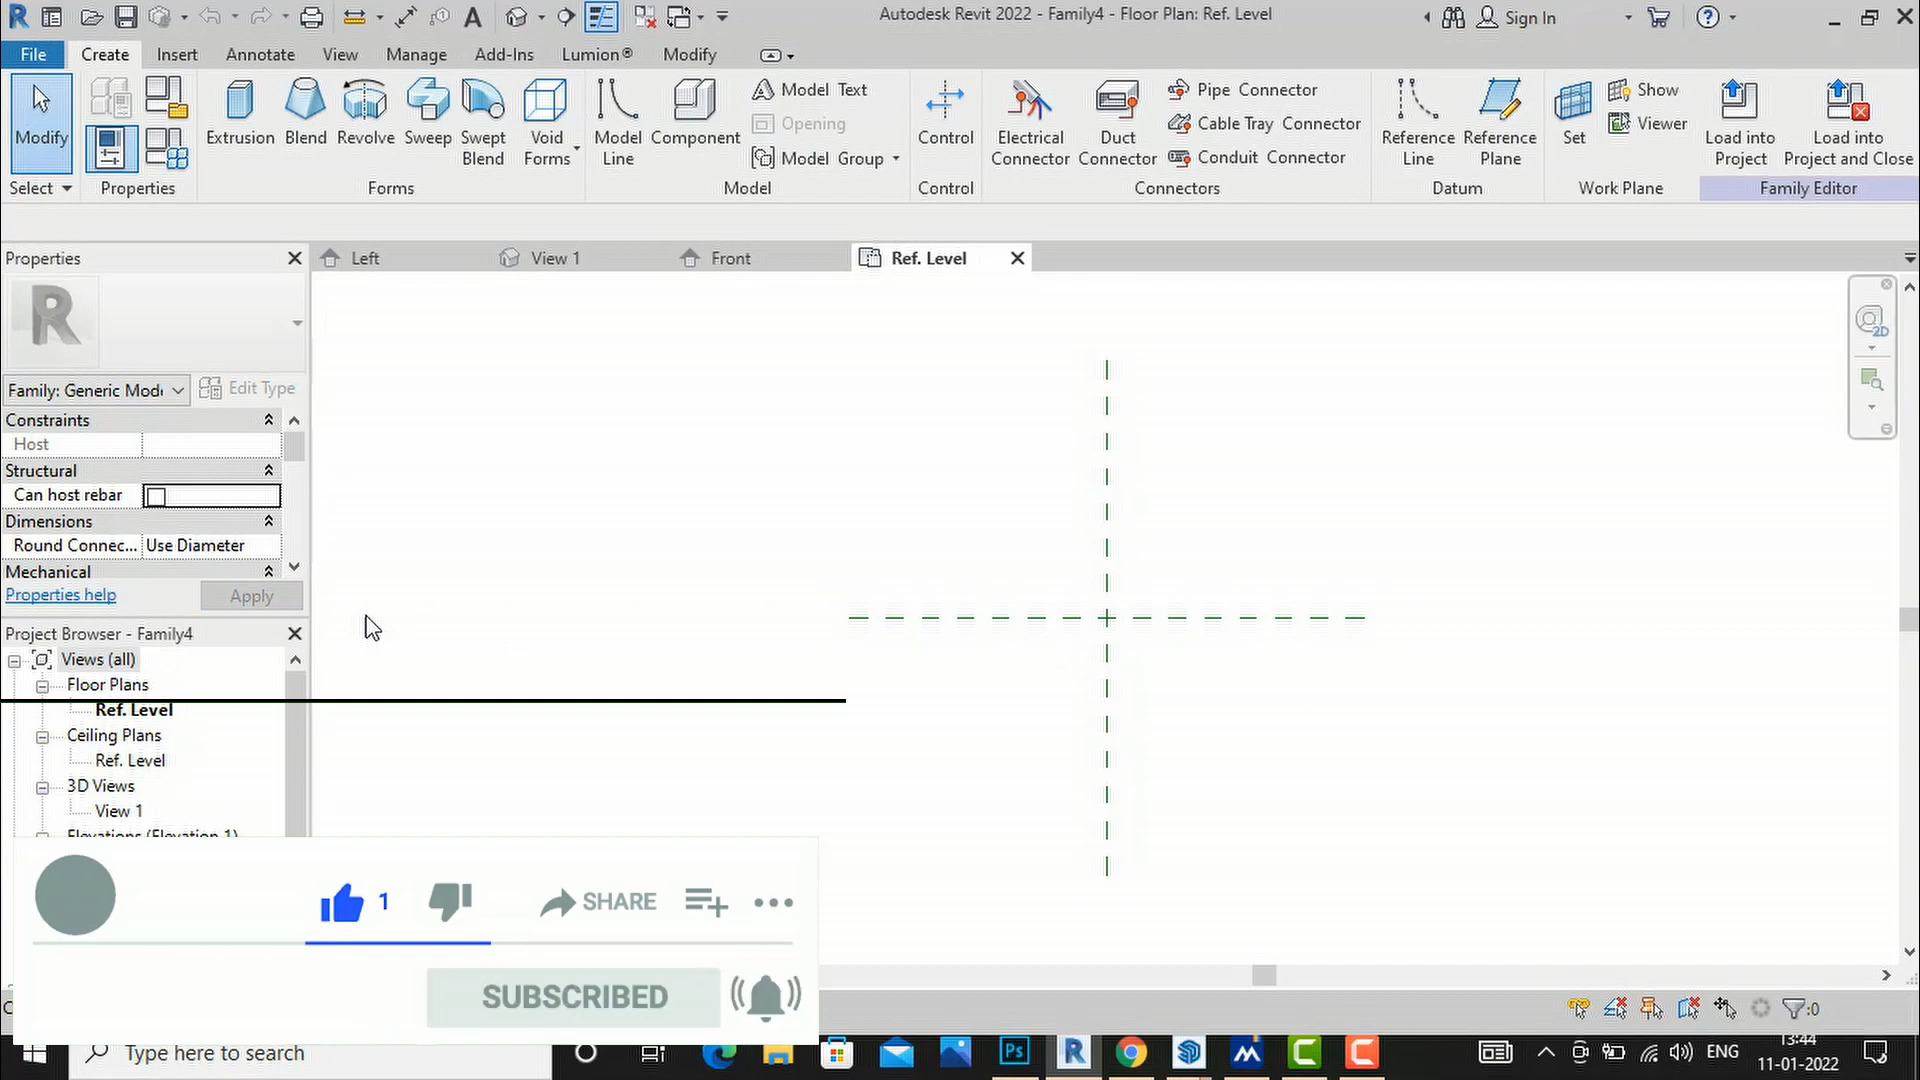 Autodesk Revit 2022 - Family4 - Floor Plan: Ref. Level
Sign In
File Create Insert Annotate View Manage Add-Ins Lumion® Modify
Modify
Extrusion Blend Revolve Sweep Swept Blend Void Forms
Model Line Component Model Text
Opening
Model Group
Control
Electrical Connector Duct Connector Pipe Connector
Cable Tray Connector
Conduit Connector
Reference Line Reference Plane
Set Show
Viewer
Load into Project Load into Project and Close
Select Properties Forms Model Control Connectors Datum Work Plane Family Editor
Properties
Left View 1 Front Ref. Level
R
2D
Family: Generic Mod Edit Type
Constraints
Host
Structural
Can host rebar
Dimensions
Round Connec... Use Diameter
Mechanical
Properties help Apply
Project Browser - Family4
Views (all)
Floor Plans
Ref. Level
Ceiling Plans
Ref. Level
3D Views
View 1
Elevations (Elevation 1)
1 SHARE
SUBSCRIBED
:0
Type here to search
Ps
R
ENG
13:44
11-01-2022